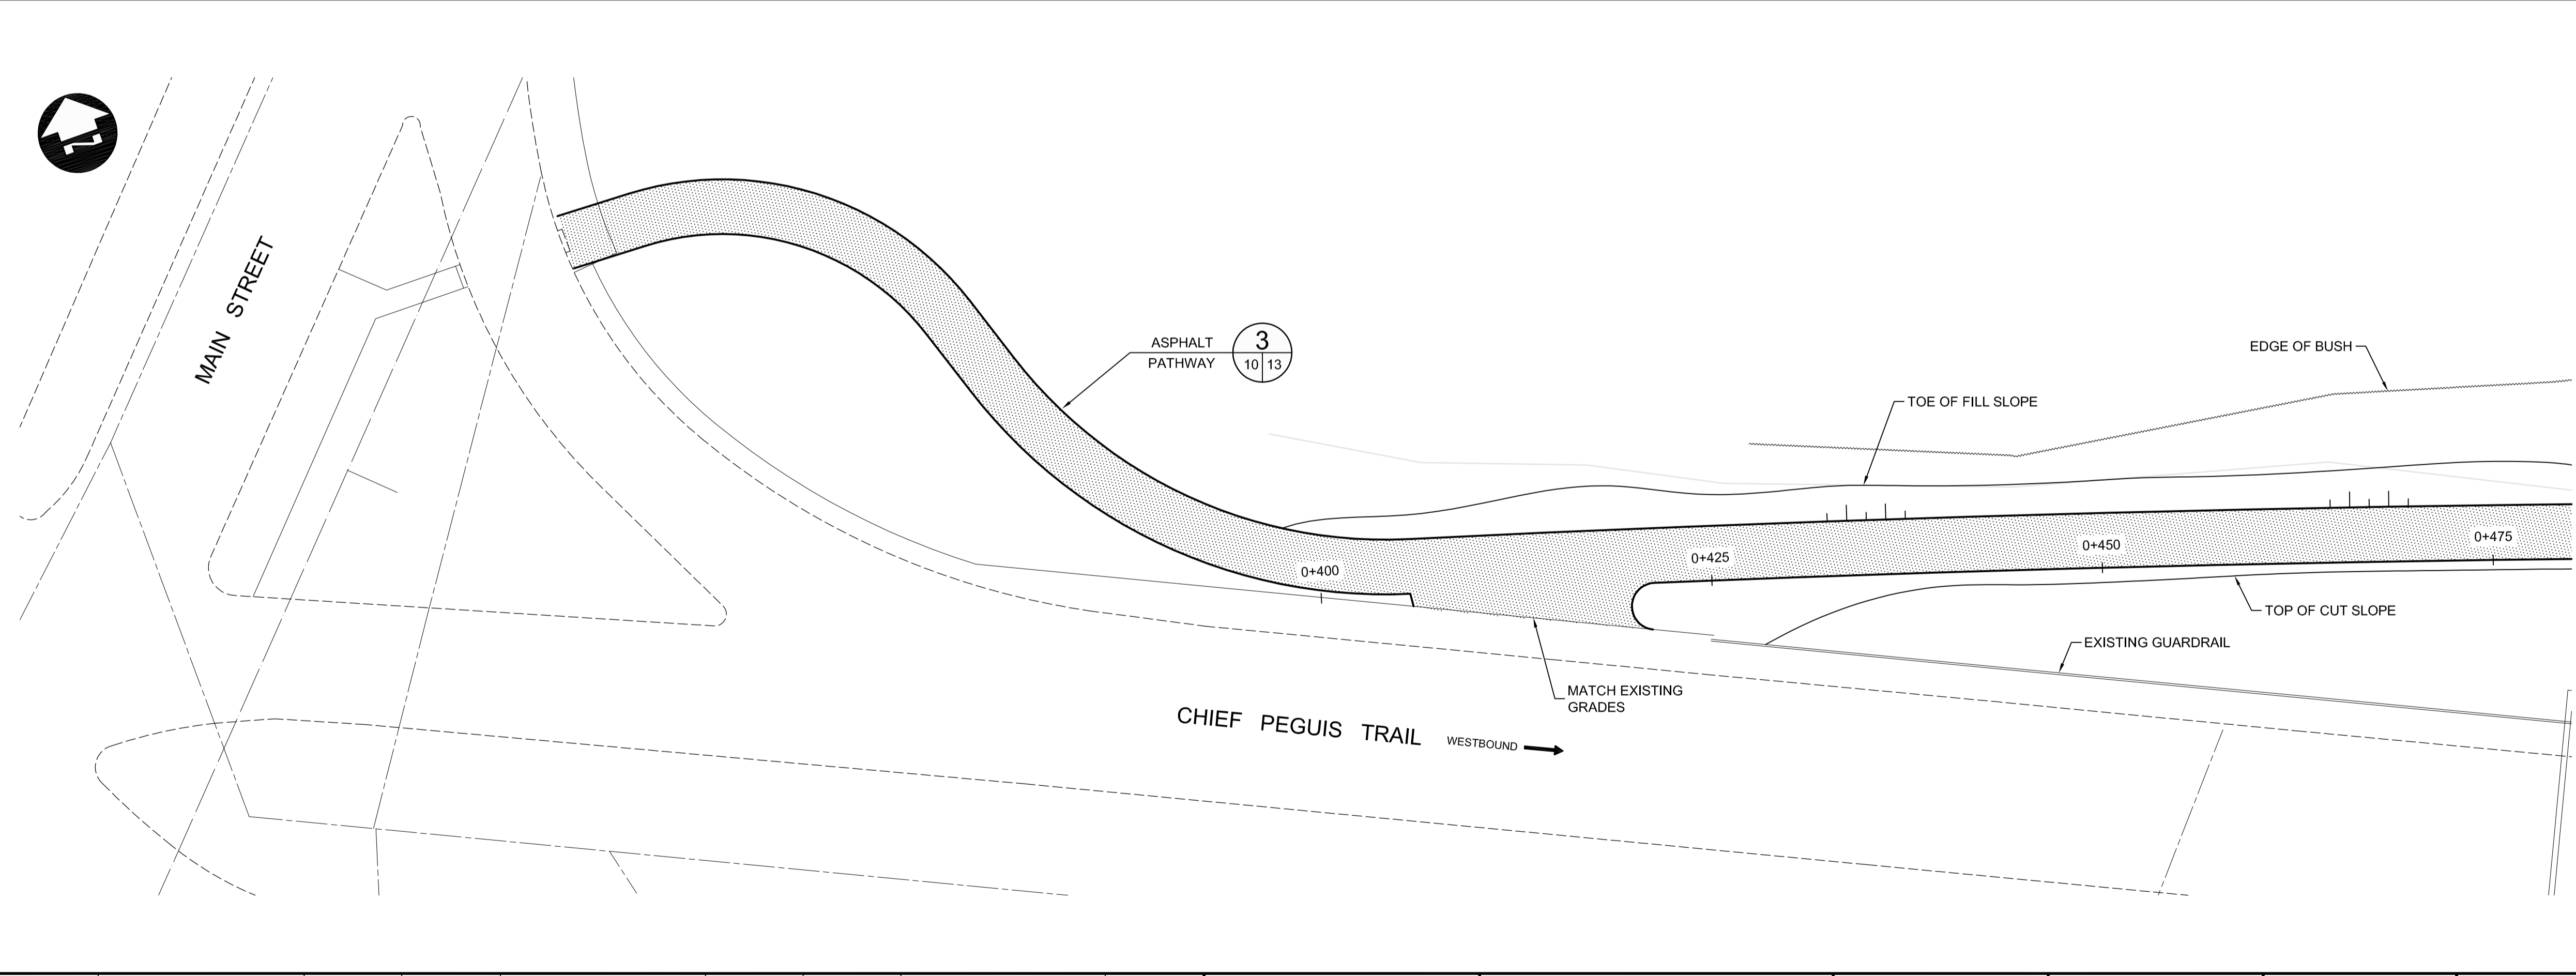 N
MAIN STREET
ASPHALT
PATHWAY
3
10 13
EDGE OF BUSH
TOE OF FILL SLOPE
0+400
0+425
0+450
0+475
TOP OF CUT SLOPE
EXISTING GUARDRAIL
MATCH EXISTING
GRADES
CHIEF PEGUIS TRAIL WESTBOUND